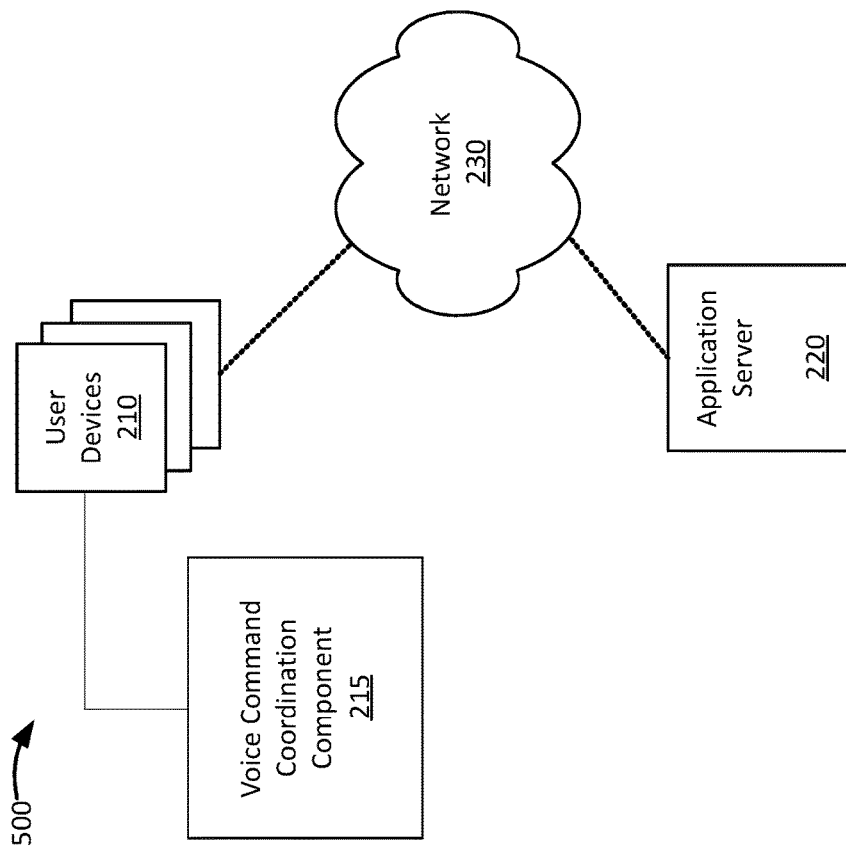 500
User
Devices
210
Voice Command
Coordination
Component
215
Network
230
Application
Server
220